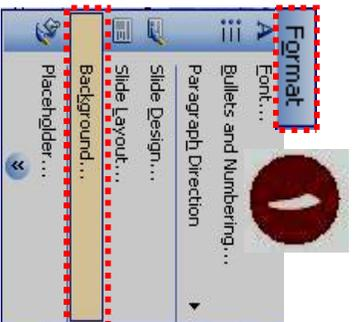 Format
Font...
Bullets and Numbering...
Paragraph Direction
Slide Design...
Slide Layout...
Background...
Placeholder...